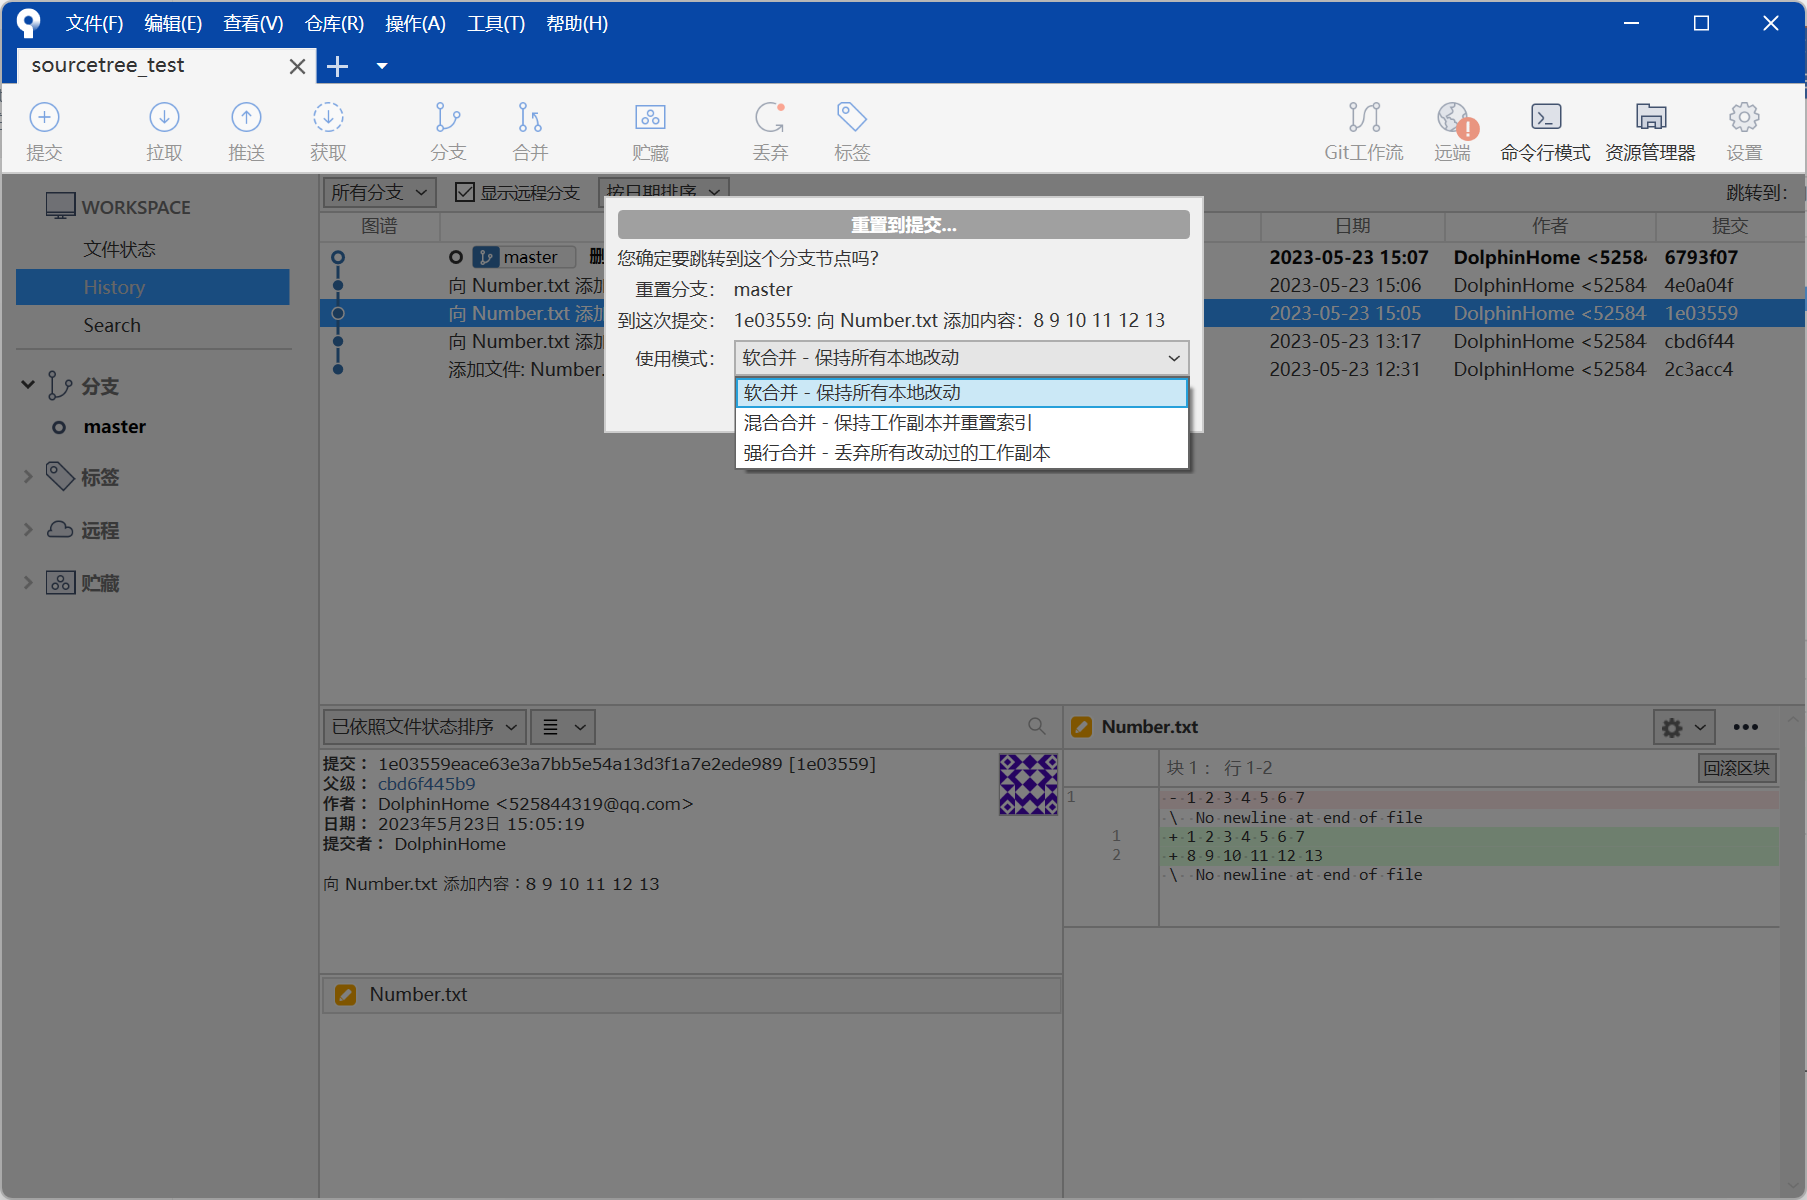 文件(F) 编辑(E) 查看(V) 仓库(R) 操作(A) 工具(T) 帮助(H)
sourcetree_test
提交 拉取 推送 获取 分支 合并 贮藏 丢弃 标签 Git工作流 远端 命令行模式 资源管理器 设置
WORKSPACE
文件状态
History
Search
分支
master
标签
远程
贮藏
所有分支 显示远程分支 按日期排序 跳转到:
图谱 日期 作者 提交
master 2023-05-23 15:07 DolphinHome <52584 6793f07
向 Number.txt 添加 2023-05-23 15:06 DolphinHome <52584 4e0a04f
向 Number.txt 添加 2023-05-23 15:05 DolphinHome <52584 1e03559
向 Number.txt 添加 2023-05-23 13:17 DolphinHome <52584 cbd6f44
添加文件: Number. 2023-05-23 12:31 DolphinHome <52584 2c3acc4
重置到提交...
您确定要跳转到这个分支节点吗?
重置分支: master
到这次提交: 1e03559: 向 Number.txt 添加内容: 8 9 10 11 12 13
使用模式: 软合并 - 保持所有本地改动
软合并 - 保持所有本地改动
混合合并 - 保持工作副本并重置索引
强行合并 - 丢弃所有改动过的工作副本
已依照文件状态排序
提交: 1e03559eace63e3a7bb5e54a13d3f1a7e2ede989 [1e03559]
父级: cbd6f445b9
作者: DolphinHome <525844319@qq.com>
日期: 2023年5月23日 15:05:19
提交者: DolphinHome
向 Number.txt 添加内容：8 9 10 11 12 13
Number.txt
Number.txt
块 1： 行 1-2 回滚区块
1 - 1 2 3 4 5 6 7
\ No newline at end of file
1 + 1 2 3 4 5 6 7
2 + 8 9 10 11 12 13
\ No newline at end of file